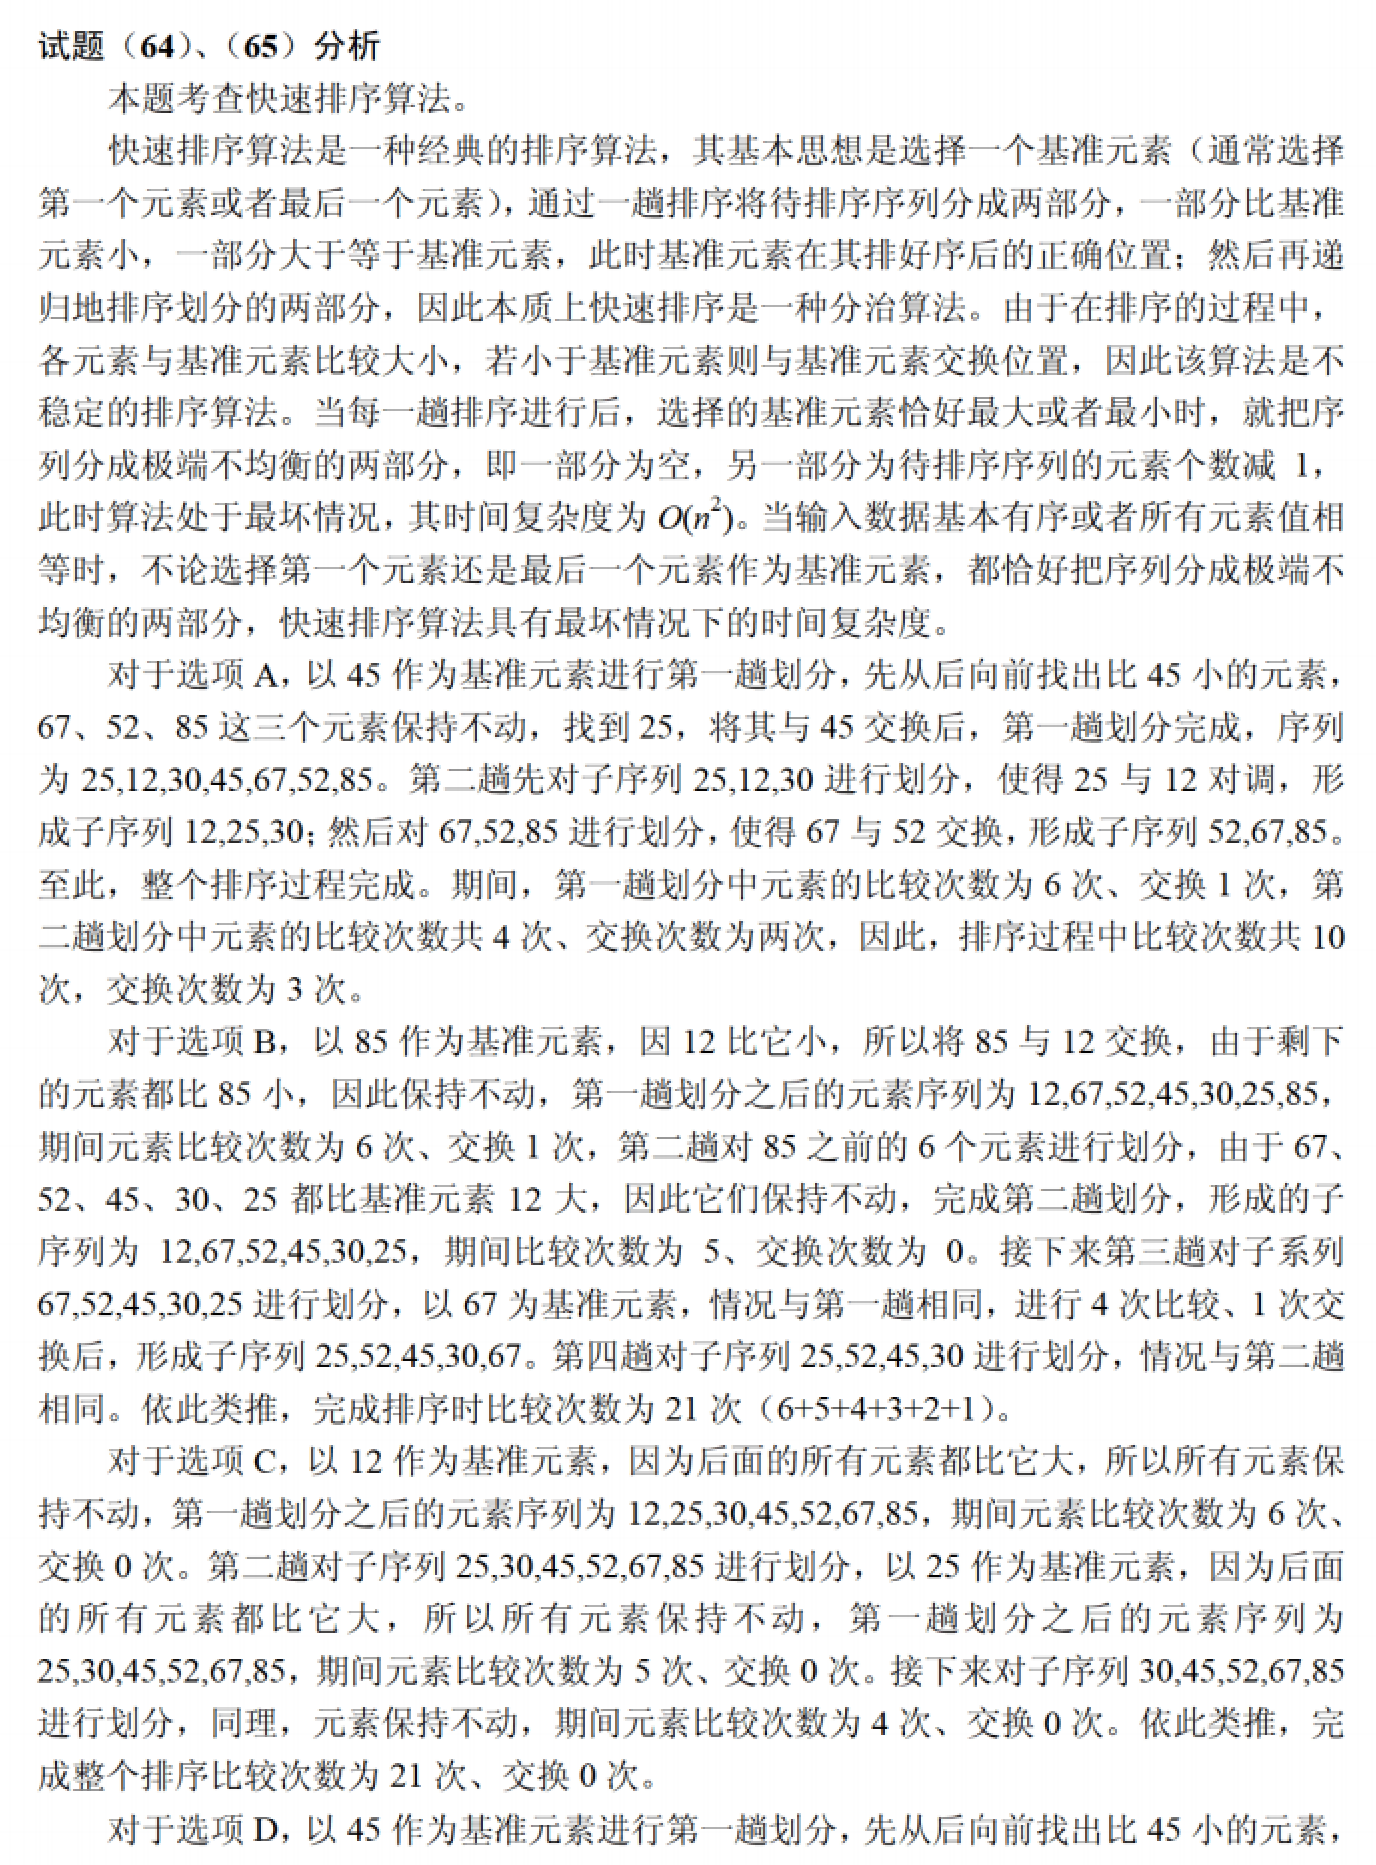 试题（64）、（65）分析
本题考查快速排序算法。
快速排序算法是一种经典的排序算法，其基本思想是选择一个基准元素（通常选择
第一个元素或者最后一个元素），通过一趟排序将待排序序列分成两部分，一部分比基准
元素小，一部分大于等于基准元素，此时基准元素在其排好序后的正确位置；然后再递
归地排序划分的两部分，因此本质上快速排序是一种分治算法。由于在排序的过程中，
各元素与基准元素比较大小，若小于基准元素则与基准元素交换位置，因此该算法是不
稳定的排序算法。当每一趟排序进行后，选择的基准元素恰好最大或者最小时，就把序
列分成极端不均衡的两部分，即一部分为空，另一部分为待排序序列的元素个数减 1，
此时算法处于最坏情况，其时间复杂度为 O(n²)。当输入数据基本有序或者所有元素值相
等时，不论选择第一个元素还是最后一个元素作为基准元素，都恰好把序列分成极端不
均衡的两部分，快速排序算法具有最坏情况下的时间复杂度。
对于选项 A，以 45 作为基准元素进行第一趟划分，先从后向前找出比 45 小的元素，
67、52、85 这三个元素保持不动，找到 25，将其与 45 交换后，第一趟划分完成，序列
为 25,12,30,45,67,52,85。第二趟先对子序列 25,12,30 进行划分，使得 25 与 12 对调，形
成子序列 12,25,30；然后对 67,52,85 进行划分，使得 67 与 52 交换，形成子序列 52,67,85。
至此，整个排序过程完成。期间，第一趟划分中元素的比较次数为 6 次、交换 1 次，第
二趟划分中元素的比较次数共 4 次、交换次数为两次，因此，排序过程中比较次数共 10
次，交换次数为 3 次。
对于选项 B，以 85 作为基准元素，因 12 比它小，所以将 85 与 12 交换，由于剩下
的元素都比 85 小，因此保持不动，第一趟划分之后的元素序列为 12,67,52,45,30,25,85，
期间元素比较次数为 6 次、交换 1 次，第二趟对 85 之前的 6 个元素进行划分，由于 67、
52、45、30、25 都比基准元素 12 大，因此它们保持不动，完成第二趟划分，形成的子
序列为 12,67,52,45,30,25，期间比较次数为 5、交换次数为 0。接下来第三趟对子系列
67,52,45,30,25 进行划分，以 67 为基准元素，情况与第一趟相同，进行 4 次比较、1 次交
换后，形成子序列 25,52,45,30,67。第四趟对子序列 25,52,45,30 进行划分，情况与第二趟
相同。依此类推，完成排序时比较次数为 21 次（6+5+4+3+2+1）。
对于选项 C，以 12 作为基准元素，因为后面的所有元素都比它大，所以所有元素保
持不动，第一趟划分之后的元素序列为 12,25,30,45,52,67,85，期间元素比较次数为 6 次、
交换 0 次。第二趟对子序列 25,30,45,52,67,85 进行划分，以 25 作为基准元素，因为后面
的所有元素都比它大，所以所有元素保持不动，第一趟划分之后的元素序列为
25,30,45,52,67,85，期间元素比较次数为 5 次、交换 0 次。接下来对子序列 30,45,52,67,85
进行划分，同理，元素保持不动，期间元素比较次数为 4 次、交换 0 次。依此类推，完
成整个排序比较次数为 21 次、交换 0 次。
对于选项 D，以 45 作为基准元素进行第一趟划分，先从后向前找出比 45 小的元素，